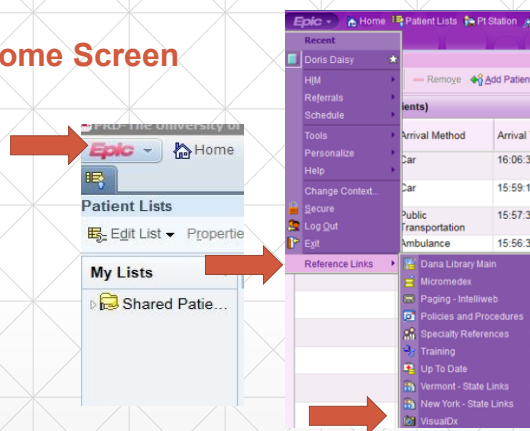 ome Screen
PRD-The University of
Epic
Home
Patient Lists
Edit List
Propertie
My Lists
Shared Patie...
Epic
Home
Patient Lists
Pt Station
Recent
Doris Daisy
HIM
Referrals
Schedule
Tools
Personalize
Help
Change Context...
Secure
Log Out
Exit
Reference Links
Remove
Add Patien
ients)
Arrival Method
Arrival
Car
16:06:3
Car
15:59:1
Public
Transportation
15:57:3
Ambulance
15:56:3
Dana Library Main
Micromedex
Paging - Intelliweb
Policies and Procedures
Specialty References
Training
Up To Date
Vermont - State Links
New York - State Links
VisualDx